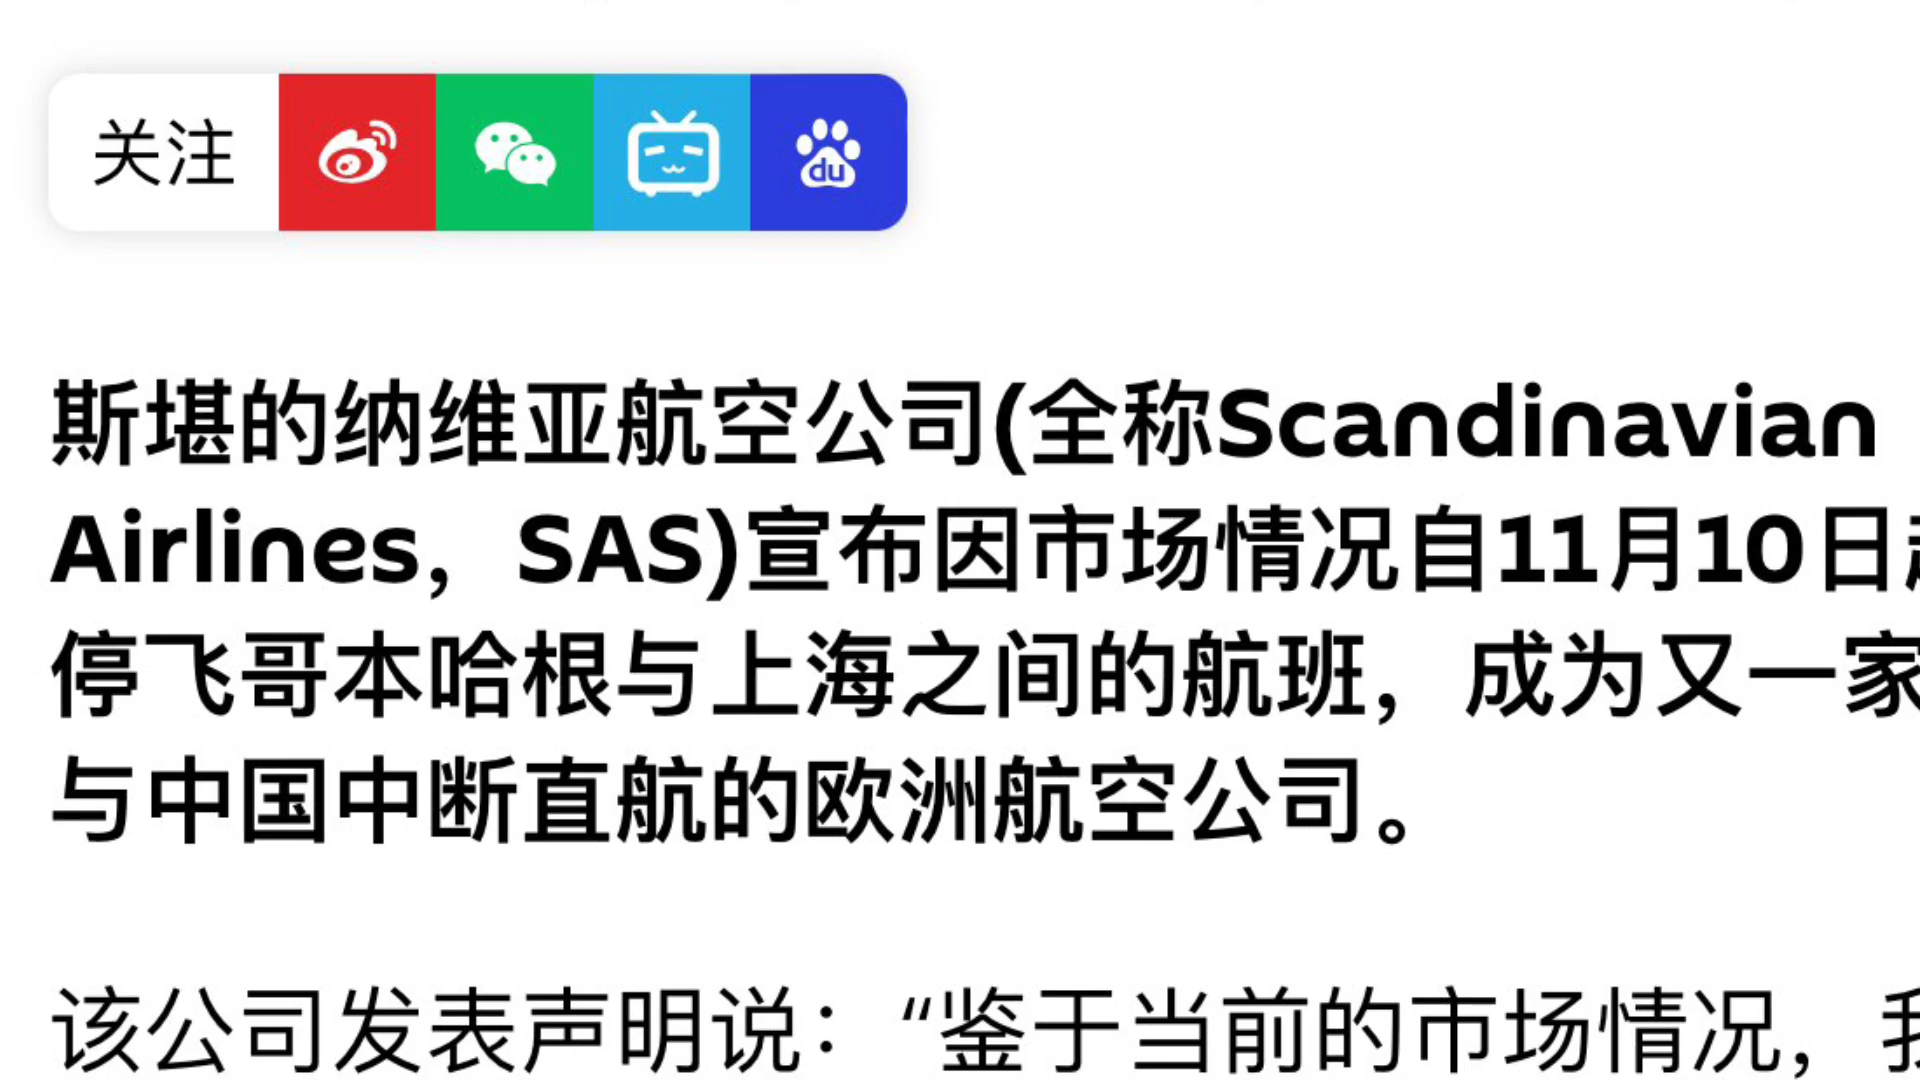 关注 du
斯堪的纳维亚航空公司(全称Scandinavian
Airlines，SAS)宣布因市场情况自11月10日
停飞哥本哈根与上海之间的航班，成为又一家
与中国中断直航的欧洲航空公司。
该公司发表声明说：“鉴于当前的市场情况，